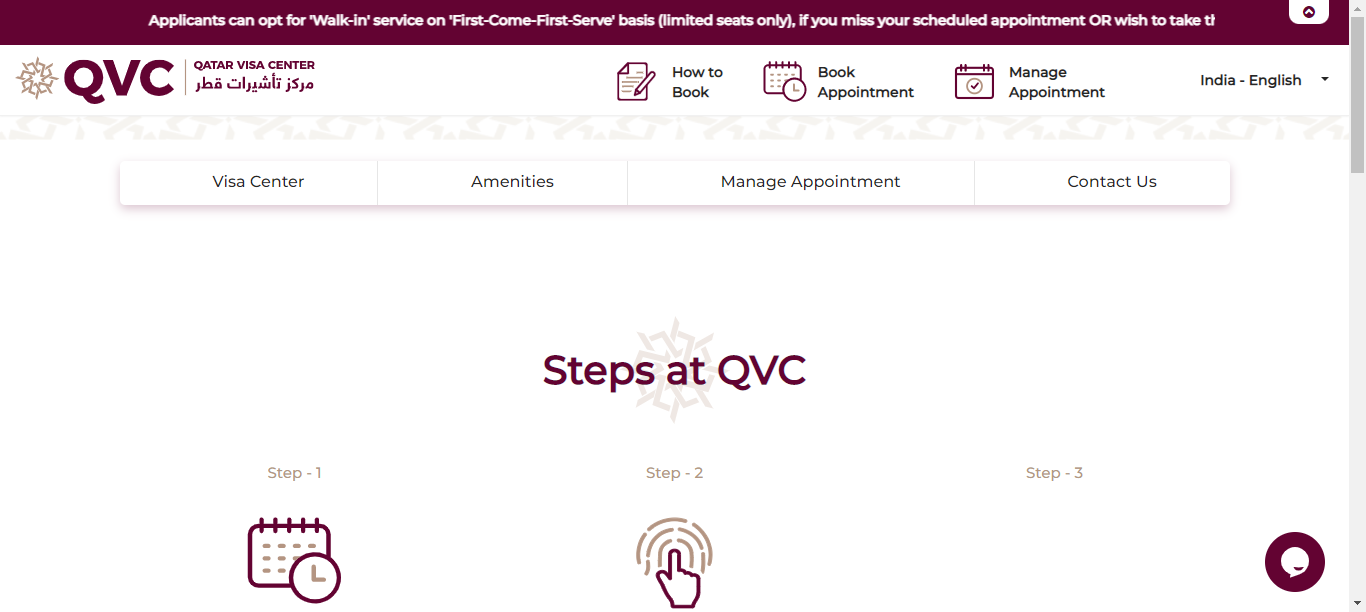 Applicants can opt for 'Walk-in' service on 'First-Come-First-Serve' basis (limited seats only), if you miss your scheduled appointment OR wish to take
QVC
QATAR VISA CENTER
مركز تأشيرات قطر
How to
Book
Book
Appointment
Manage
Appointment
India - English
Visa Center
Amenities
Manage Appointment
Contact Us
Steps at QVC
Step - 1
Step - 2
Step - 3